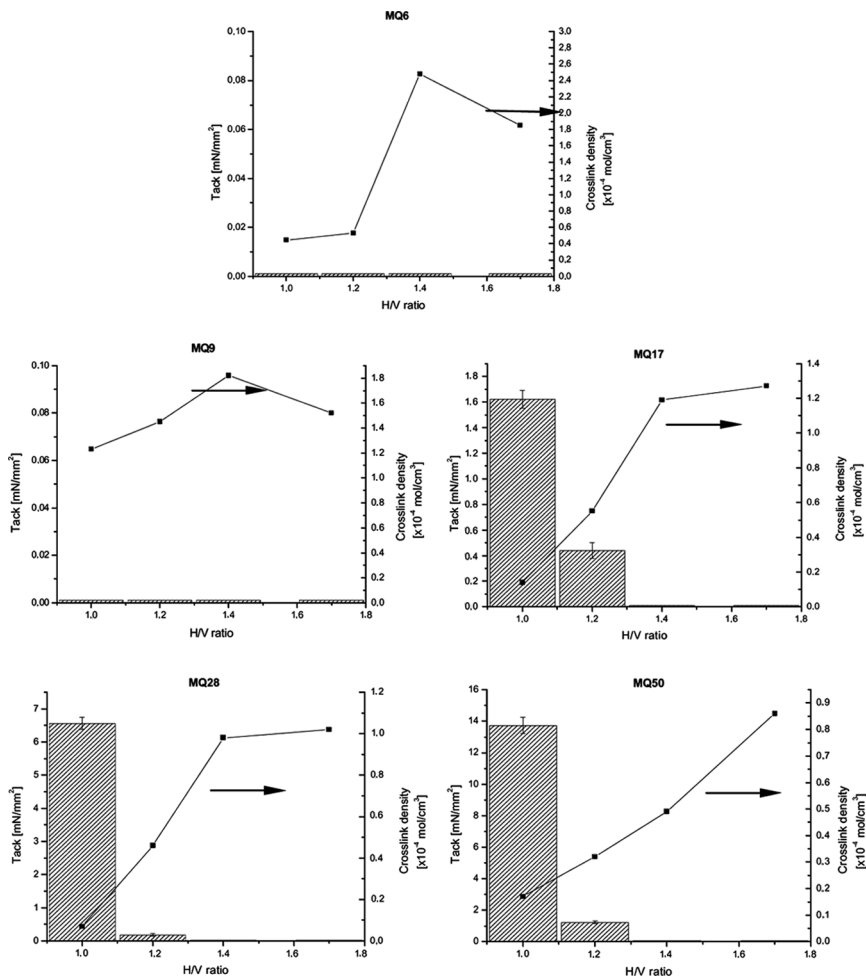 MQ6
Tack [mN/mm²]
0,10
0,08
0,06
0,04
0,02
0,00
3.0
2.8
2.6
2.4
2.2
2.0
1.8
1.6
1.4
1.2
1.0
0.8
0.6
0.4
0.2
0.0
Crosslink density
[x10⁻⁴ mol/cm³]
1.0 1.2 1.4 1.6 1.8
H/V ratio
MQ9
Tack [mN/mm²]
0.10
0.08
0.06
0.04
0.02
0.00
1.8
1.6
1.4
1.2
1.0
0.8
0.6
0.4
0.2
0.0
Crosslink density
[x10⁻⁴ mol/cm³]
1.0 1.2 1.4 1.6 1.8
H/V ratio
MQ17
Tack [mN/mm²]
1.8
1.6
1.4
1.2
1.0
0.8
0.6
0.4
0.2
0.0
1.4
1.2
1.0
0.8
0.6
0.4
0.2
0.0
Crosslink density
[x10⁻⁴ mol/cm³]
1.0 1.2 1.4 1.6 1.8
H/V ratio
MQ28
Tack [mN/mm²]
7
6
5
4
3
2
1
0
1.2
1.0
0.8
0.6
0.4
0.2
0.0
Crosslink density
[x10⁻⁴ mol/cm³]
1.0 1.2 1.4 1.6 1.8
H/V ratio
MQ50
Tack [mN/mm²]
16
14
12
10
8
6
4
2
0
0.9
0.8
0.6
0.5
0.3
0.2
0.1
0.0
Crosslink density
[x10⁻⁴ mol/cm³]
1.0 1.2 1.4 1.6 1.8
H/V ratio